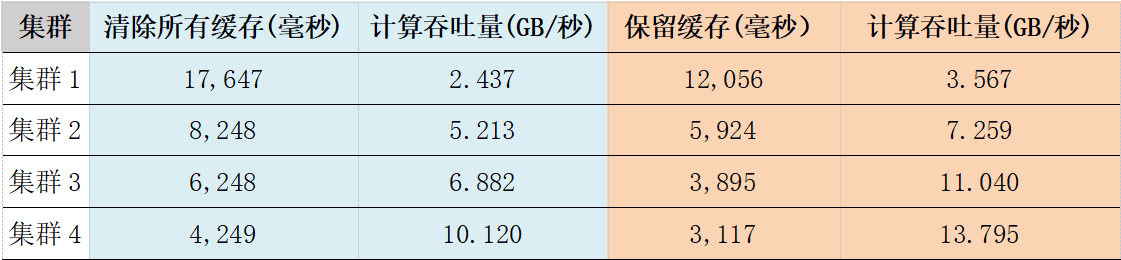 集群 清除所有缓存(毫秒) 计算吞吐量(GB/秒) 保留缓存(毫秒） 计算吞吐量(GB/秒)
集群 1 17,647 2.437 12,056 3.567
集群 2 8,248 5.213 5,924 7.259
集群 3 6,248 6.882 3,895 11.040
集群 4 4,249 10.120 3,117 13.795